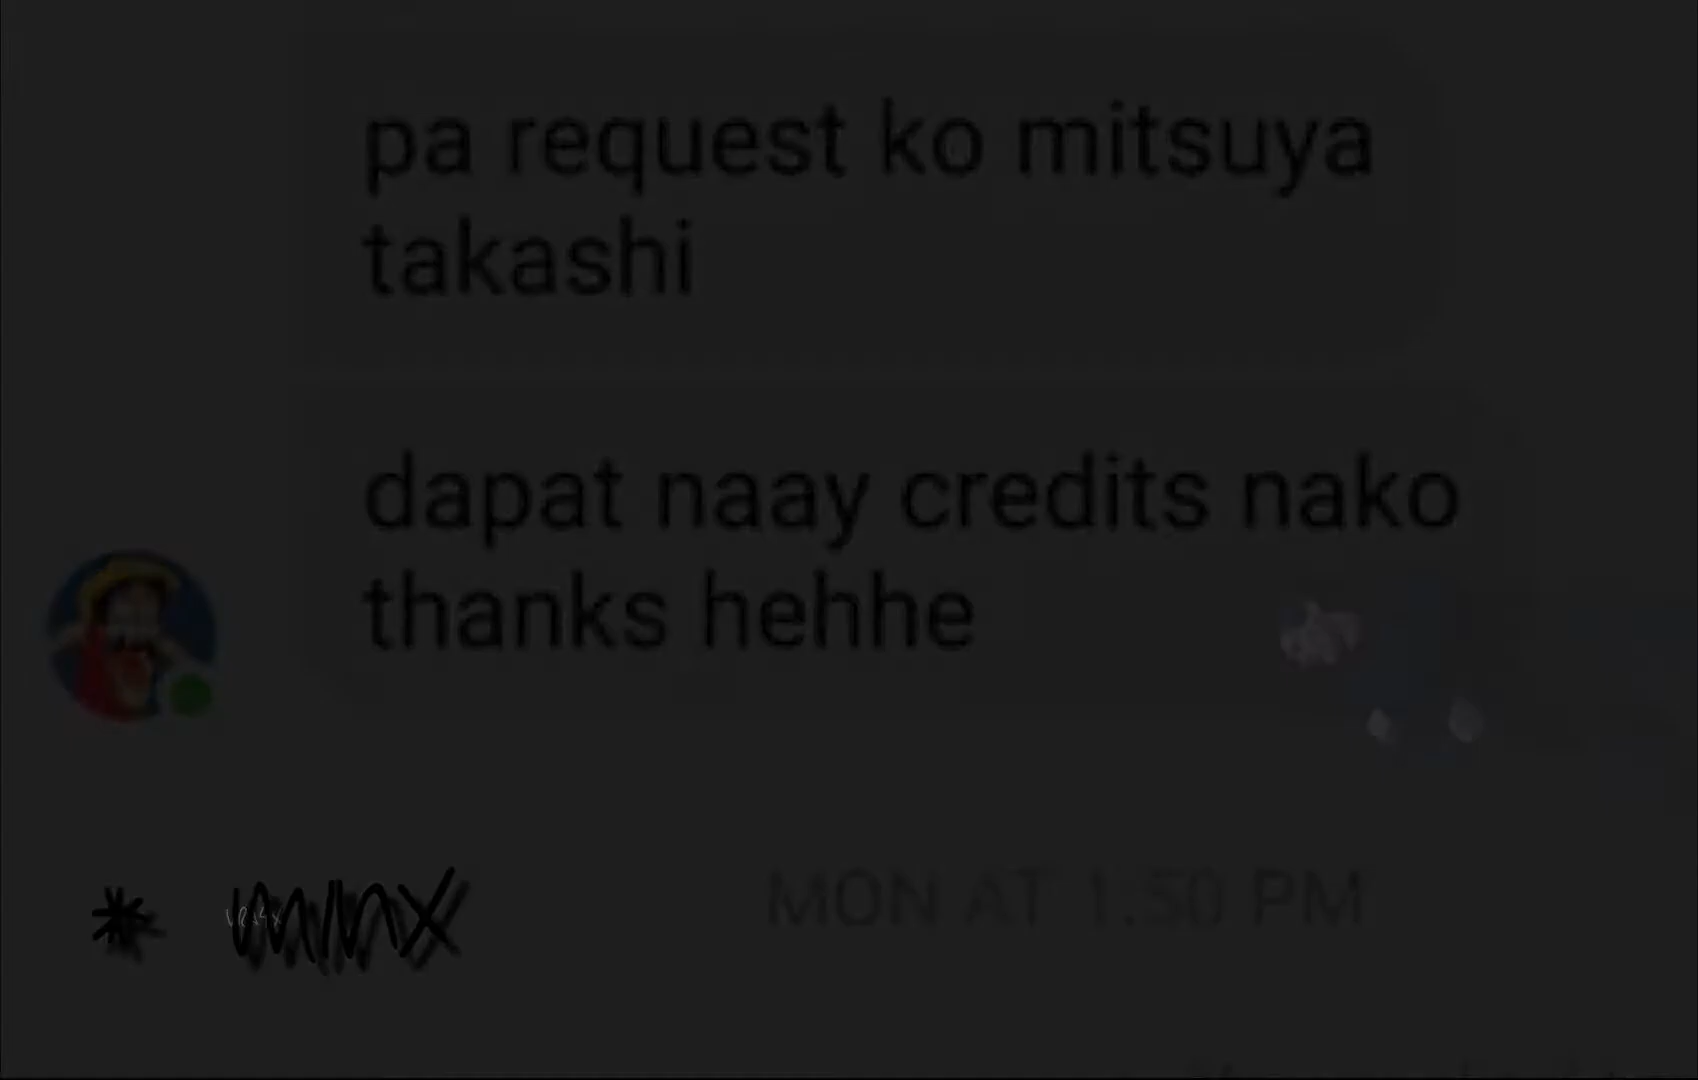 pa request ko mitsuya
takashi
dapat naay credits nako
thanks hehhe
MON AT 1:50 PM